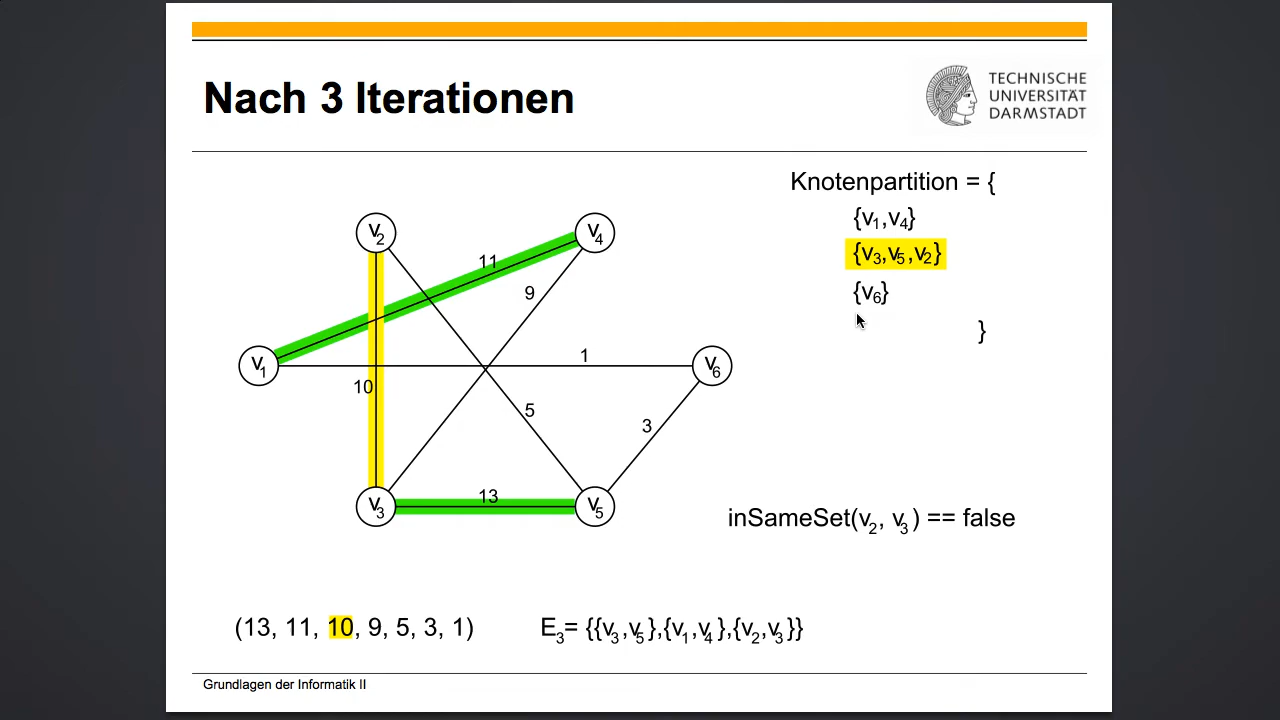 Nach 3 Iterationen
TECHNISCHE
UNIVERSITÄT
DARMSTADT
Knotenpartition = {
{v1,v4}
{v3,v5,v2}
{v6}
}
v2
v4
11
9
v1
1
v6
10
5
3
v3
13
v5
inSameSet(v2, v3) == false
(13, 11, 10, 9, 5, 3, 1)
E3= {{v3,v5},{v1,v4},{v2,v3}}
Grundlagen der Informatik II